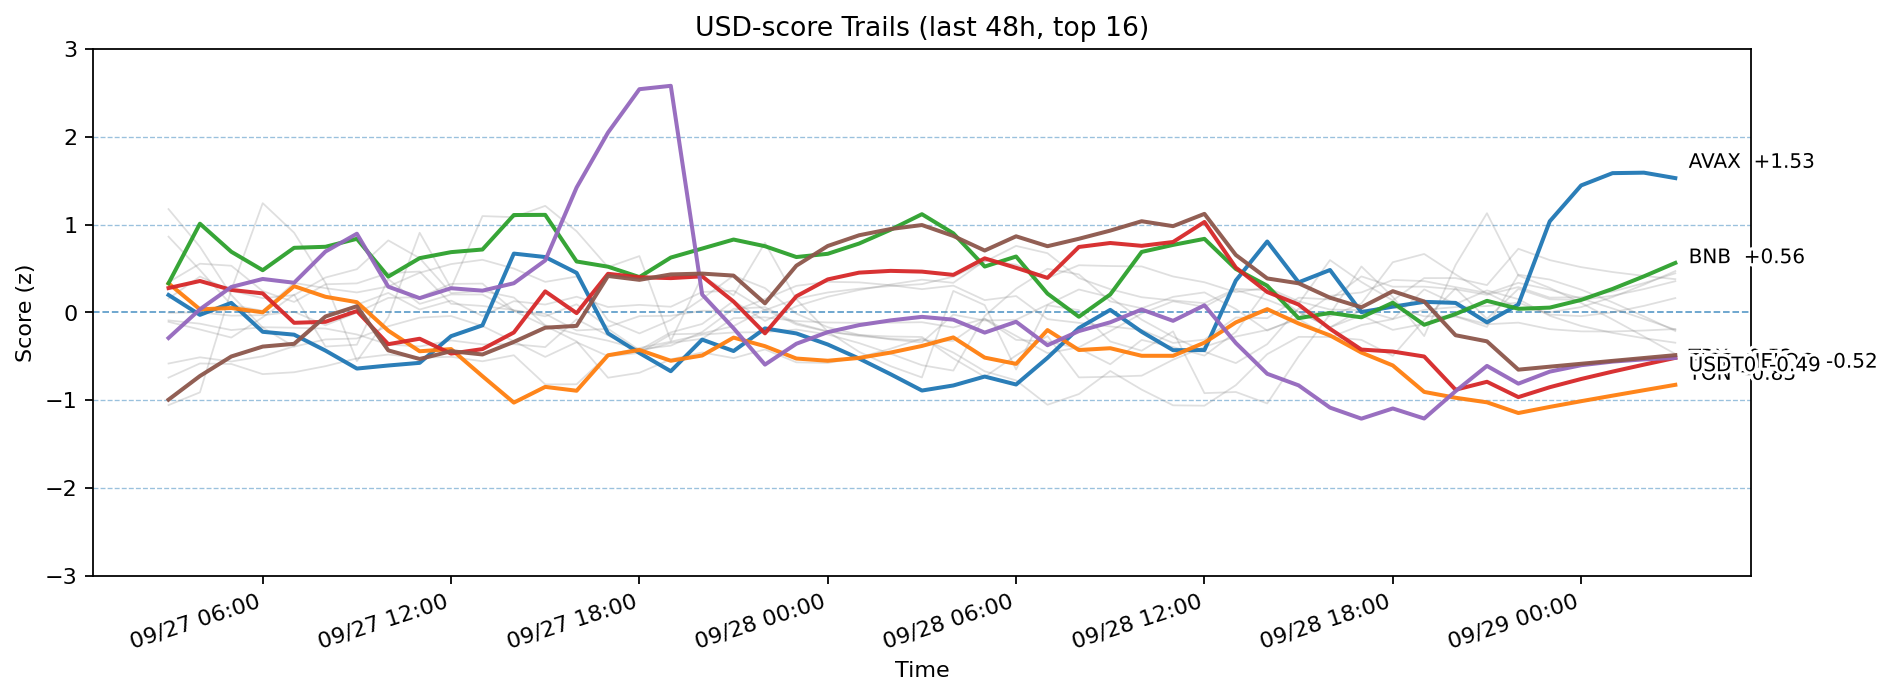 USD-score Trails (last 48h, top 16)
3
2
1
0
−1
−2
−3
Score (z)
AVAX +1.53
BNB +0.56
USDT0
-0.49
-0.52
TON
09/27 06:00
09/27 12:00
09/27 18:00
09/28 00:00
09/28 06:00
09/28 12:00
09/28 18:00
09/29 00:00
Time